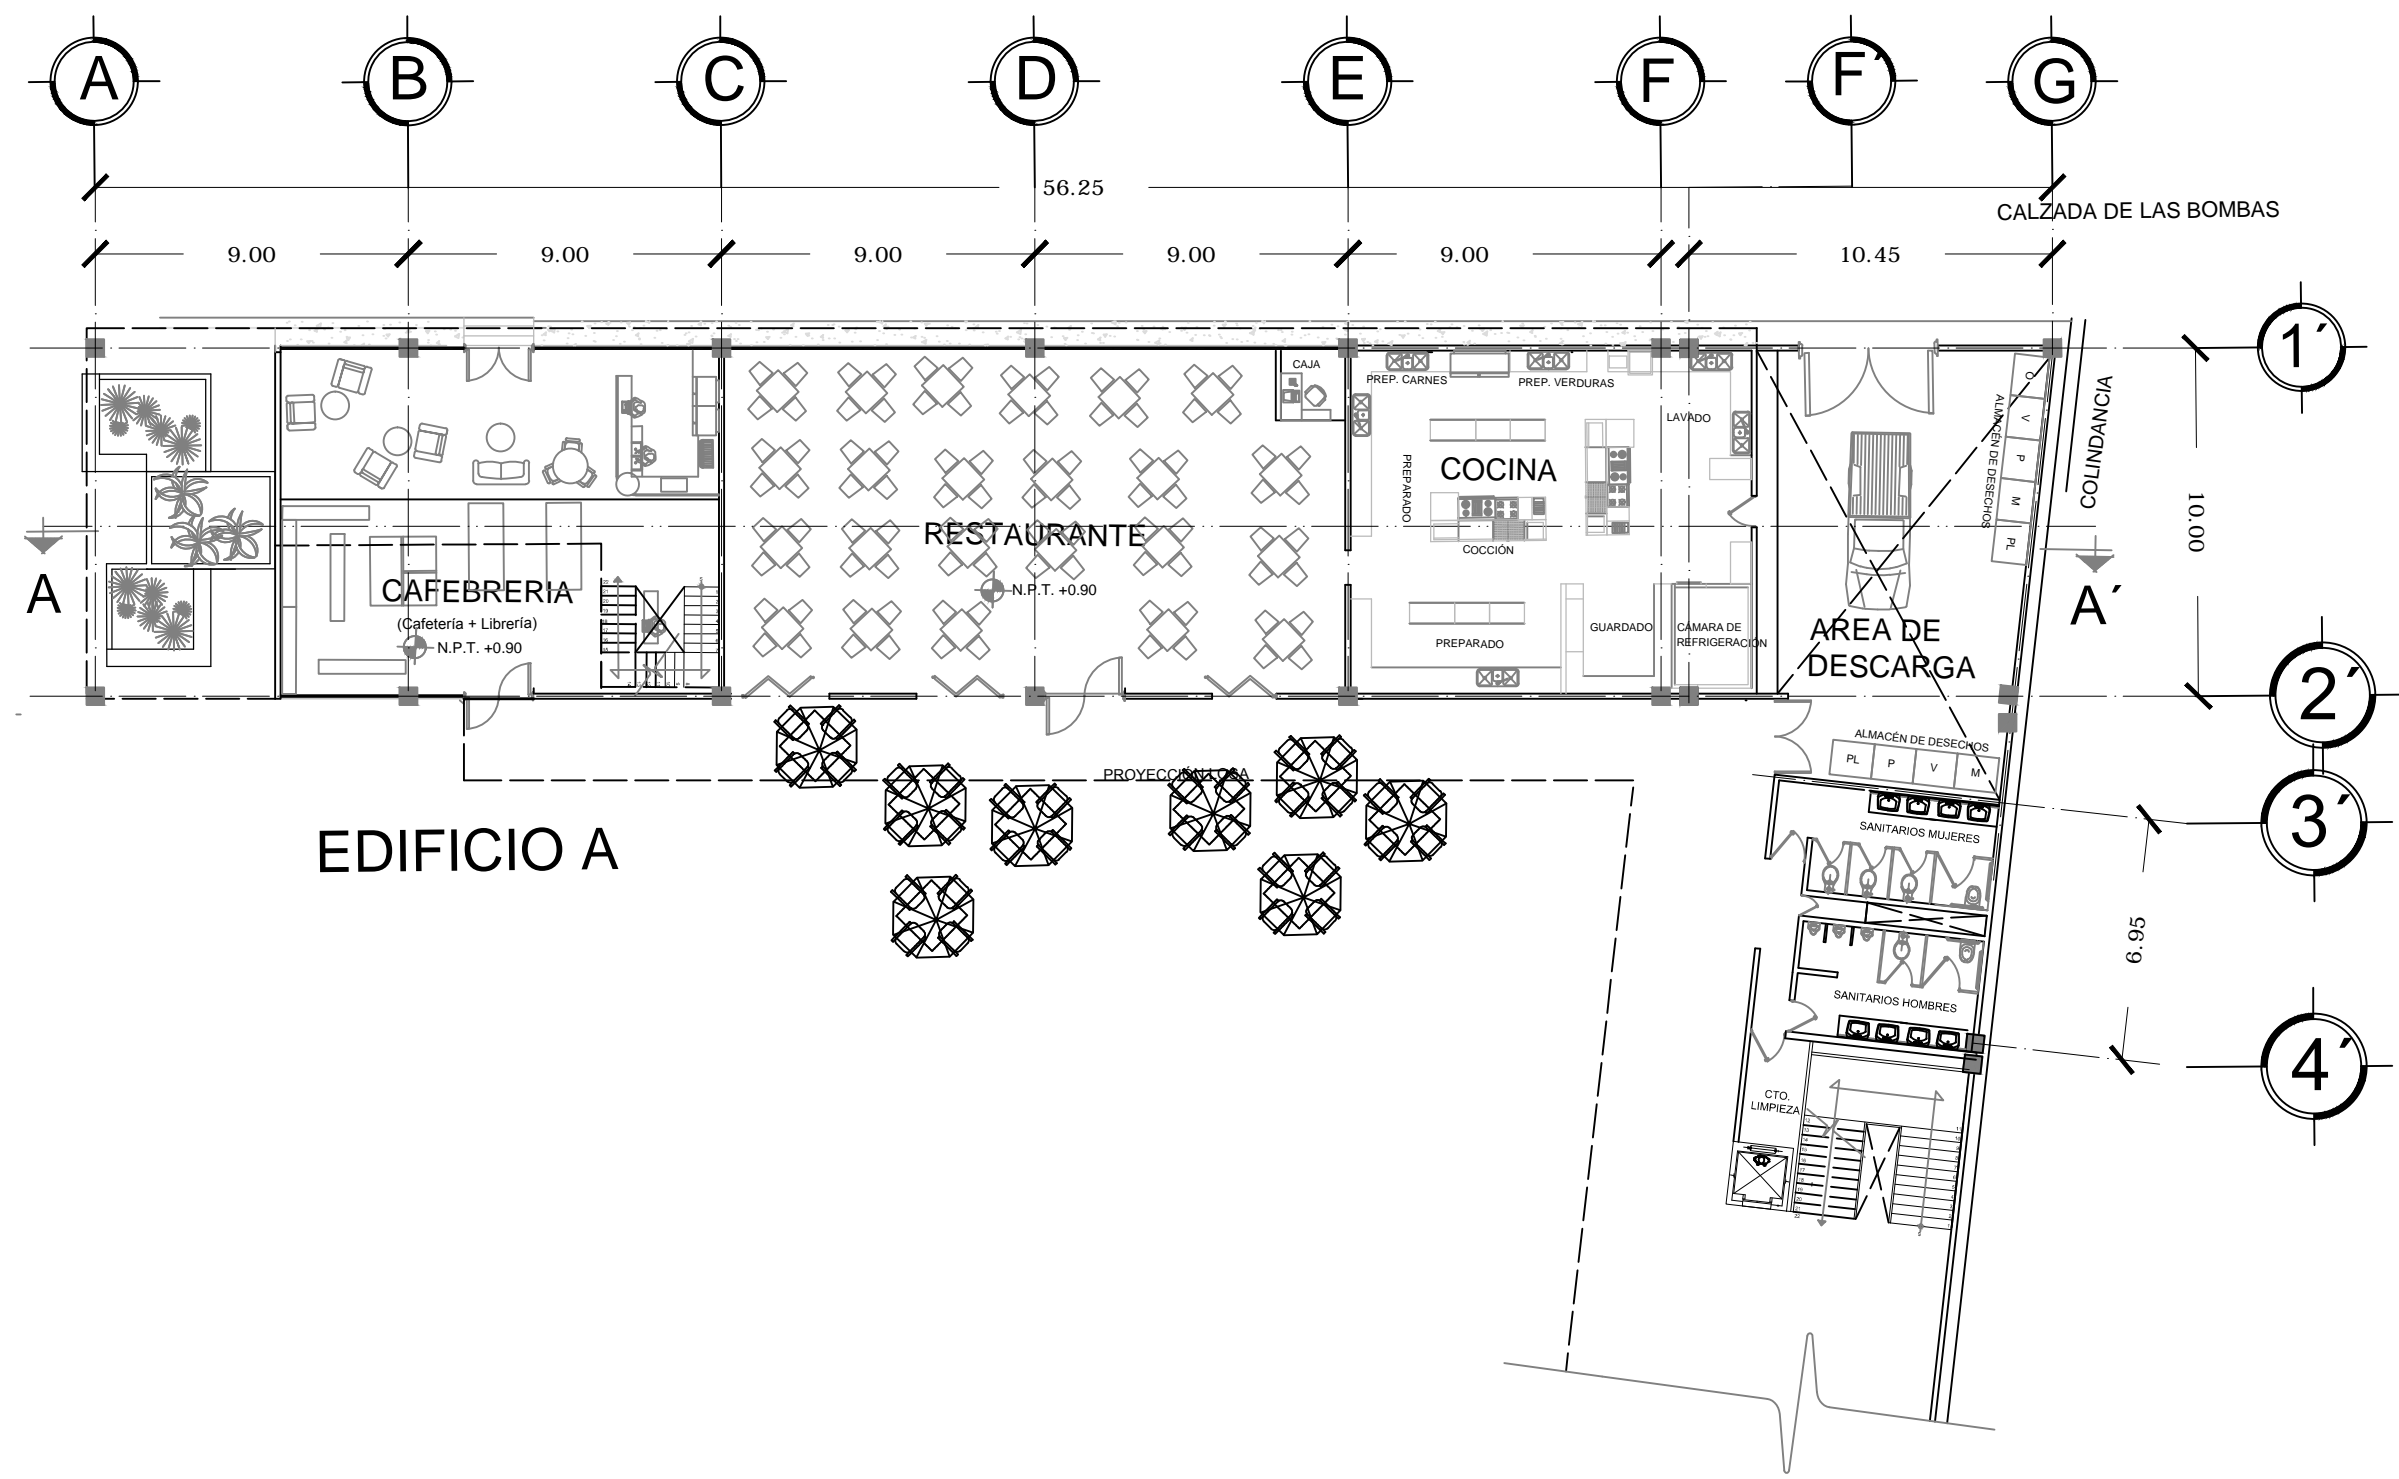 A B C D E F F´ G
56.25
CALZADA DE LAS BOMBAS
9.00 9.00 9.00 9.00 9.00 10.45
1´
CAJA
PREP. CARNES
PREP. VERDURAS
LAVADO
O
V
P
M
PL
ALMACÉN DE DESECHOS
COLINDANCIA
COCINA
PREPARADO
10.00
RESTAURANTE
COCCIÓN
A
A´
CAFEBRERIA
(Cafetería + Librería)
N.P.T. +0.90
N.P.T. +0.90
PREPARADO
GUARDADO
CÁMARA DE
REFRIGERACIÓN
AREA DE
DESCARGA
2´
ALMACÉN DE DESECHOS
PL P V M
PROYECCIÓN LOSA
3´
EDIFICIO A
SANITARIOS MUJERES
6.95
SANITARIOS HOMBRES
4´
CTO.
LIMPIEZA